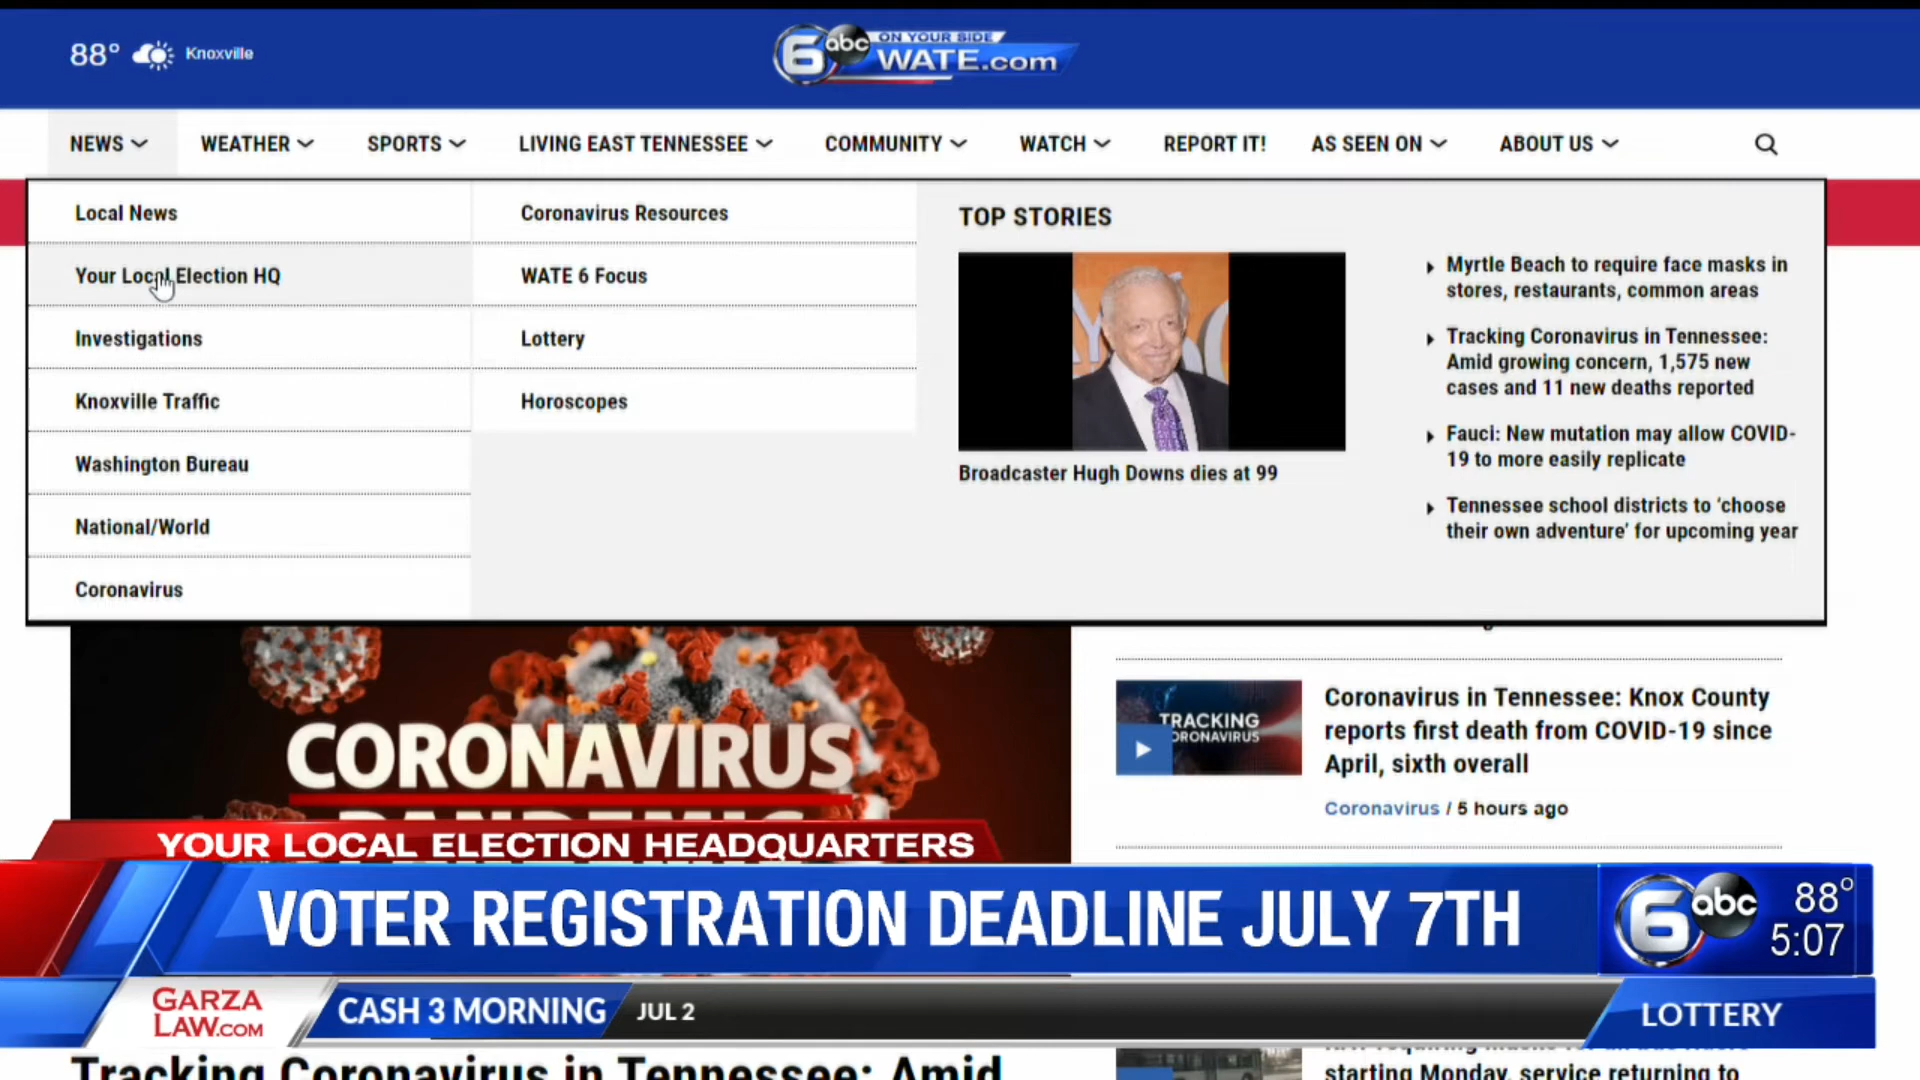 88° Knoxville
6 abc ON YOUR SIDE
WATE.com
NEWS WEATHER SPORTS LIVING EAST TENNESSEE COMMUNITY WATCH REPORT IT! AS SEEN ON ABOUT US
Local News
Your Local Election HQ
Investigations
Knoxville Traffic
Washington Bureau
National/World
Coronavirus
Coronavirus Resources
WATE 6 Focus
Lottery
Horoscopes
TOP STORIES
Broadcaster Hugh Downs dies at 99
Myrtle Beach to require face masks in
stores, restaurants, common areas
Tracking Coronavirus in Tennessee:
Amid growing concern, 1,575 new
cases and 11 new deaths reported
Fauci: New mutation may allow COVID-
19 to more easily replicate
Tennessee school districts to ‘choose
their own adventure’ for upcoming year
CORONAVIRUS
PANDEMIC
TRACKING
CORONAVIRUS
Coronavirus in Tennessee: Knox County
reports first death from COVID-19 since
April, sixth overall
Coronavirus / 5 hours ago
YOUR LOCAL ELECTION HEADQUARTERS
VOTER REGISTRATION DEADLINE JULY 7TH
6 abc 88°
5:07
GARZA
LAW.COM
CASH 3 MORNING JUL 2
LOTTERY
Tracking Coronavirus in Tennessee: Amid
starting Monday, service returning to